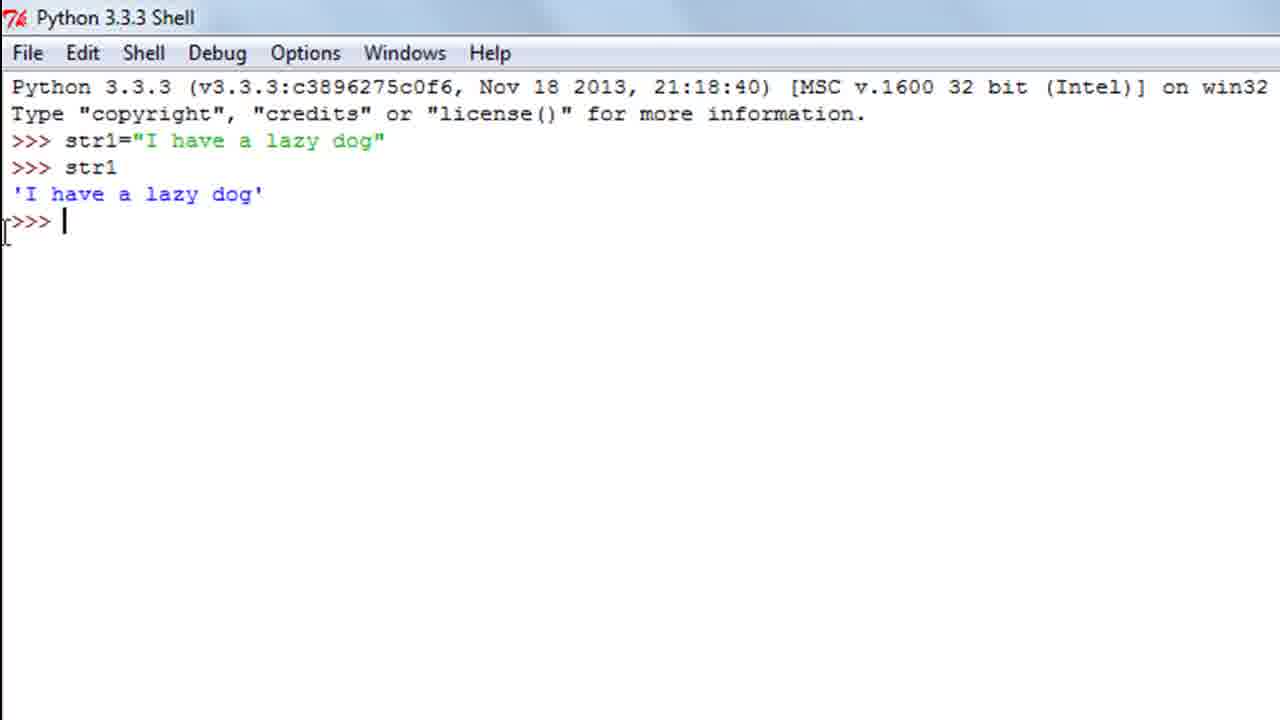 Python 3.3.3 Shell
File Edit Shell Debug Options Windows Help
Python 3.3.3 (v3.3.3:c3896275c0f6, Nov 18 2013, 21:18:40) [MSC v.1600 32 bit (Intel)] on win32
Type "copyright", "credits" or "license()" for more information.
>>> str1="I have a lazy dog"
>>> str1
'I have a lazy dog'
>>>